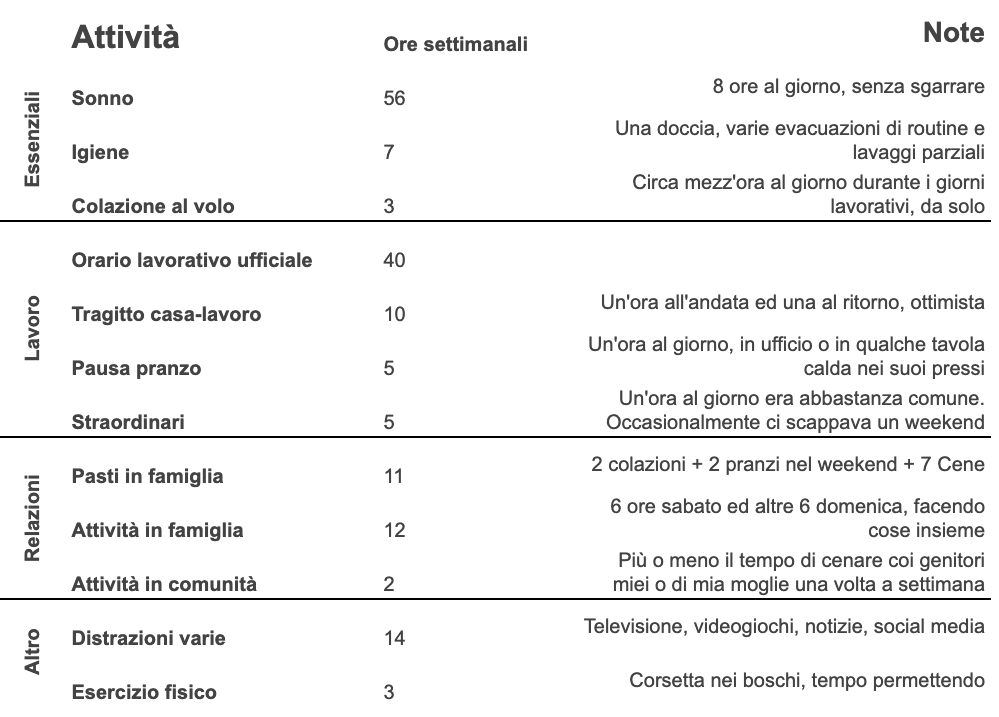 Attività Ore settimanali Note
Essenziali
Sonno 56 8 ore al giorno, senza sgarrare
Igiene 7 Una doccia, varie evacuazioni di routine e
lavaggi parziali
Colazione al volo 3 Circa mezz'ora al giorno durante i giorni
lavorativi, da solo
Lavoro
Orario lavorativo ufficiale 40
Tragitto casa-lavoro 10 Un'ora all'andata ed una al ritorno, ottimista
Pausa pranzo 5 Un'ora al giorno, in ufficio o in qualche tavola
calda nei suoi pressi
Straordinari 5 Un'ora al giorno era abbastanza comune.
Occasionalmente ci scappava un weekend
Relazioni
Pasti in famiglia 11 2 colazioni + 2 pranzi nel weekend + 7 Cene
Attività in famiglia 12 6 ore sabato ed altre 6 domenica, facendo
cose insieme
Attività in comunità 2 Più o meno il tempo di cenare coi genitori
miei o di mia moglie una volta a settimana
Altro
Distrazioni varie 14 Televisione, videogiochi, notizie, social media
Esercizio fisico 3 Corsetta nei boschi, tempo permettendo